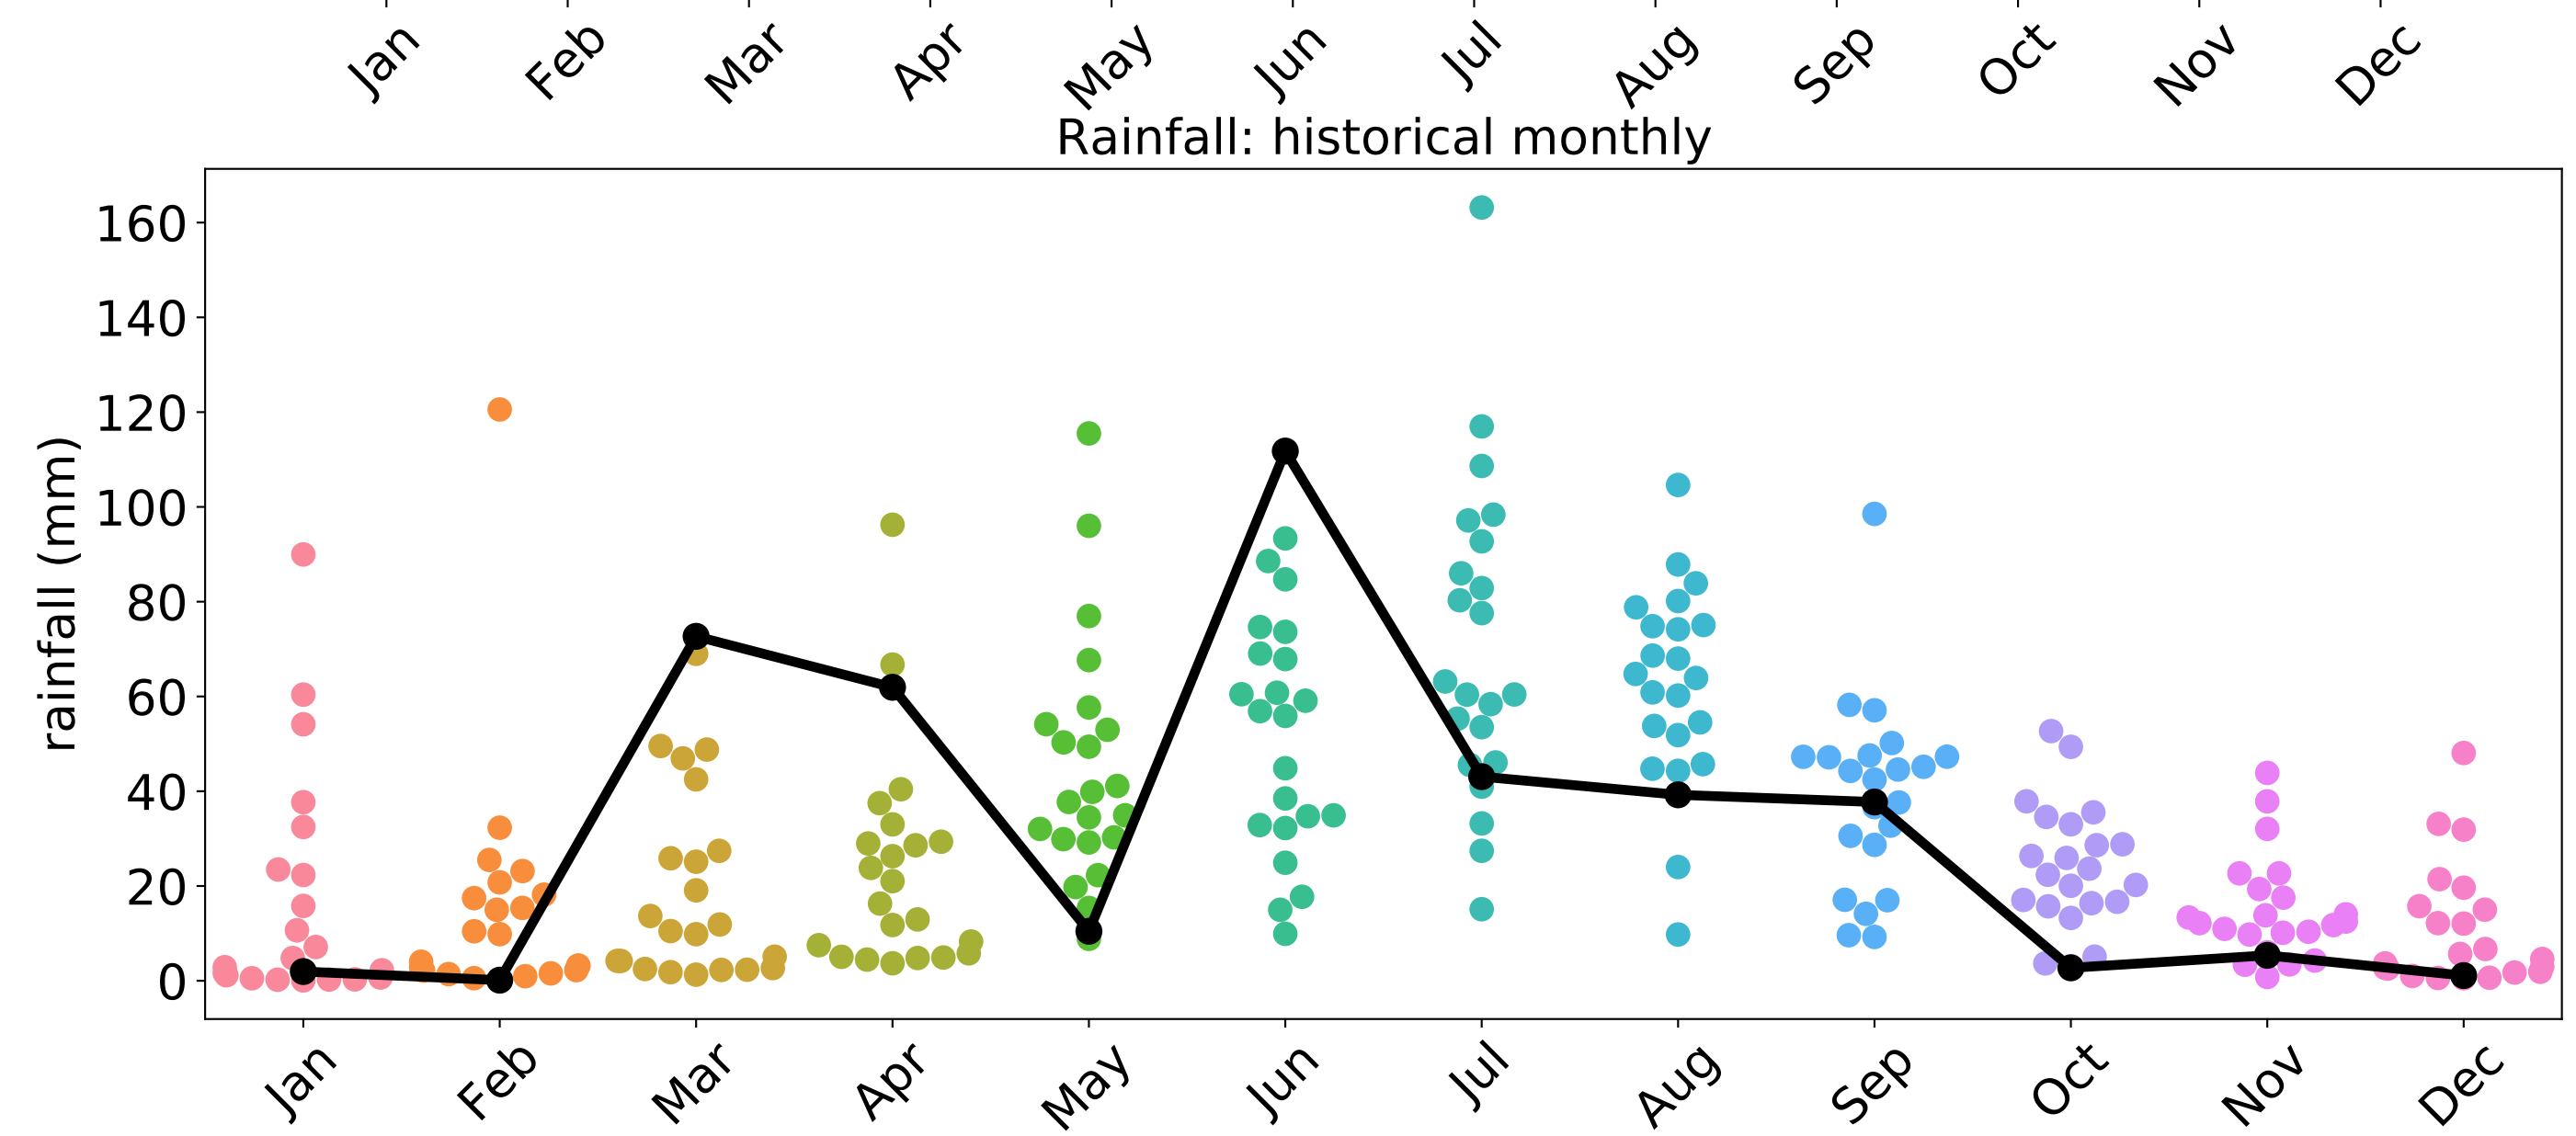 Jan Feb Mar Apr May Jun Jul Aug Sep Oct Nov Dec
Rainfall: historical monthly
rainfall (mm)
160
140
120
100
80
60
40
20
0
Jan Feb Mar Apr May Jun Jul Aug Sep Oct Nov Dec